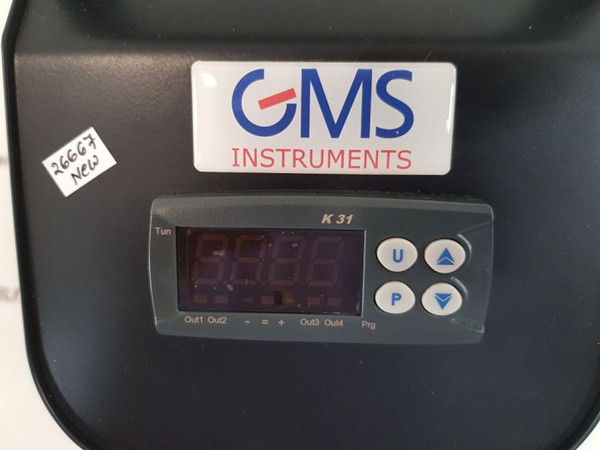 GMS
INSTRUMENTS
26667
New
K 31
Tun
U
P
Out1 Out2 - = + Out3 Out4 Prg